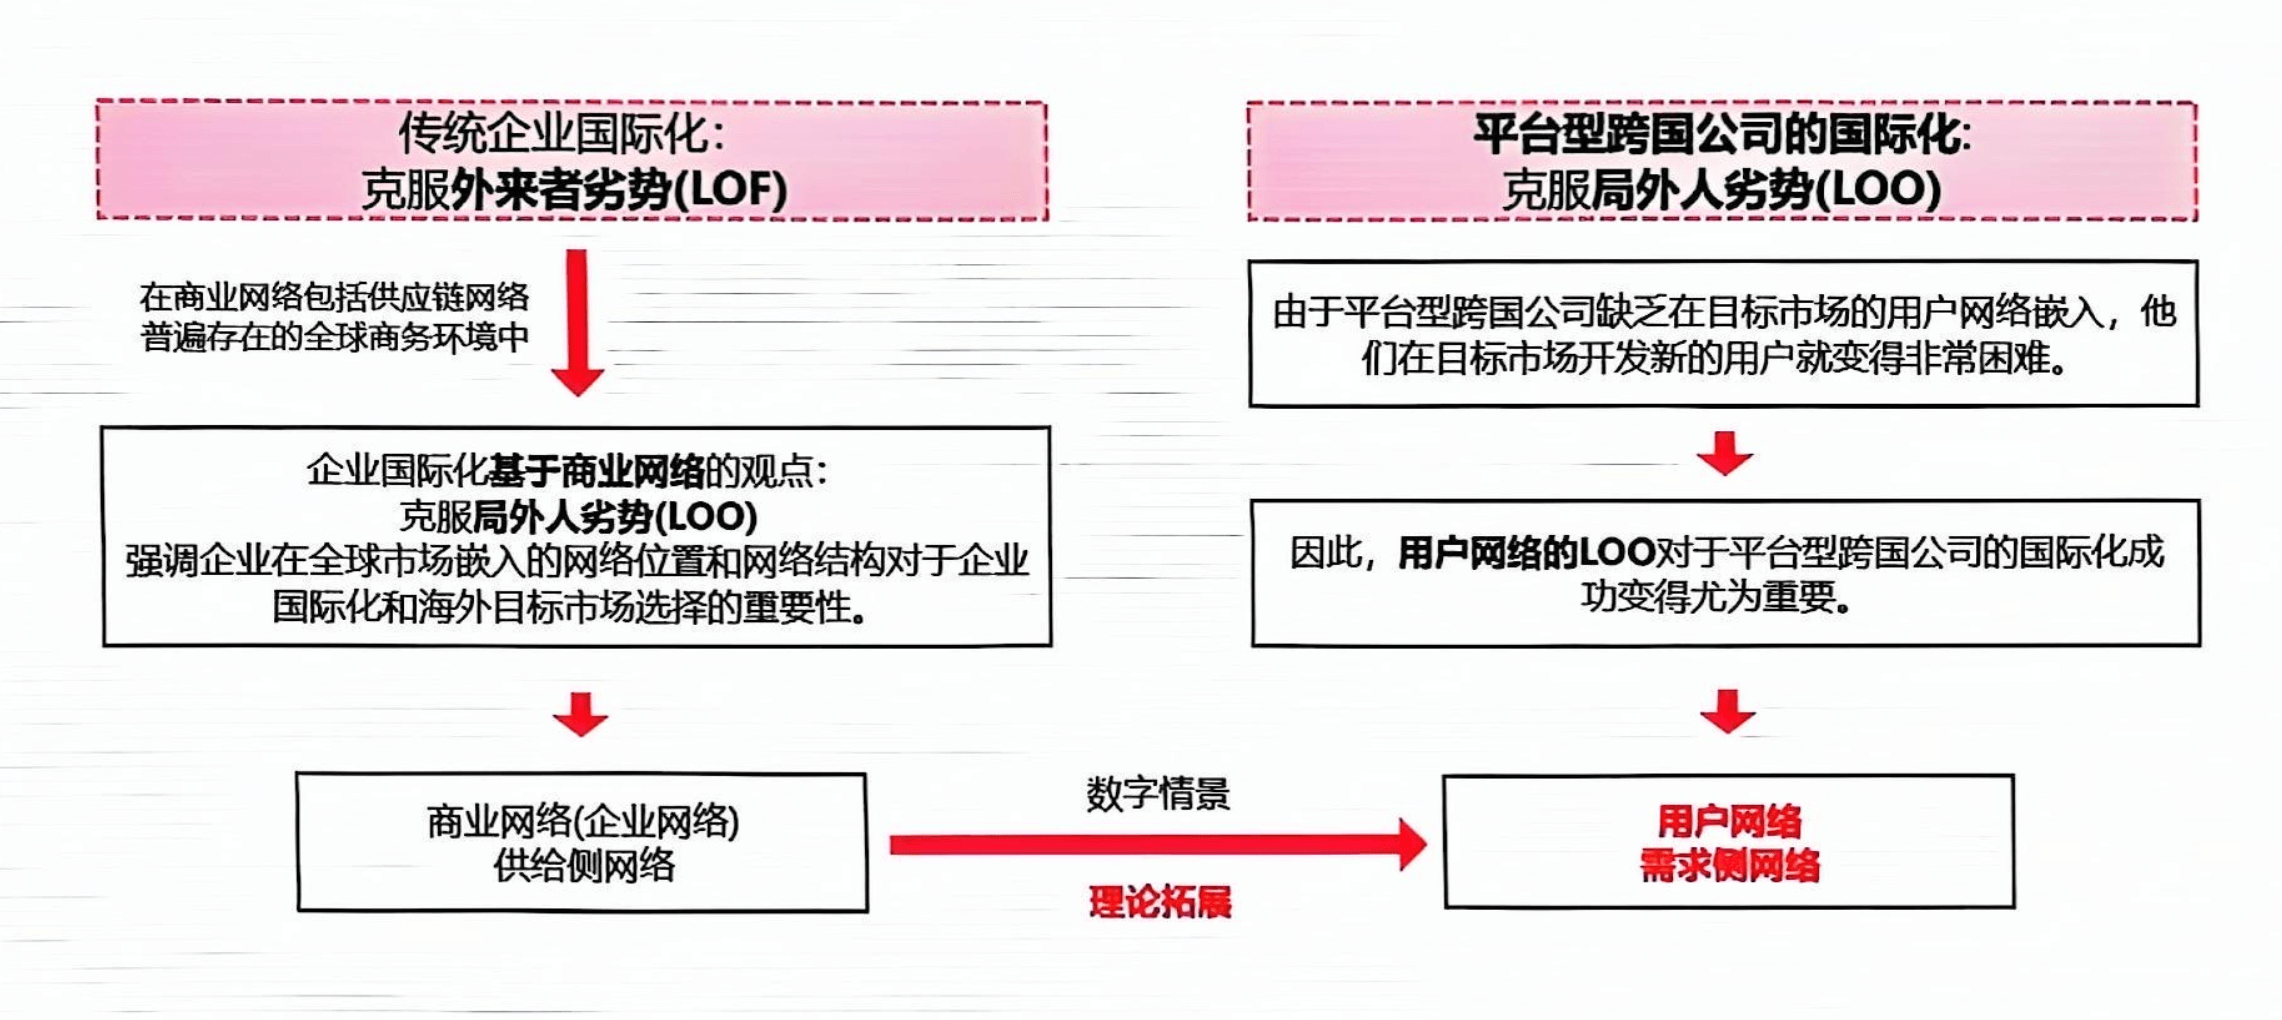 传统企业国际化：
克服外来者劣势(LOF)
在商业网络包括供应链网络
普遍存在的全球商务环境中
企业国际化基于商业网络的观点：
克服局外人劣势(LOO)
强调企业在全球市场嵌入的网络位置和网络结构对于企业
国际化和海外目标市场选择的重要性。
商业网络(企业网络)
供给侧网络
数字情景
理论拓展
平台型跨国公司的国际化:
克服局外人劣势(LOO)
由于平台型跨国公司缺乏在目标市场的用户网络嵌入，他
们在目标市场开发新的用户就变得非常困难。
因此，用户网络的LOO对于平台型跨国公司的国际化成
功变得尤为重要。
用户网络
需求侧网络